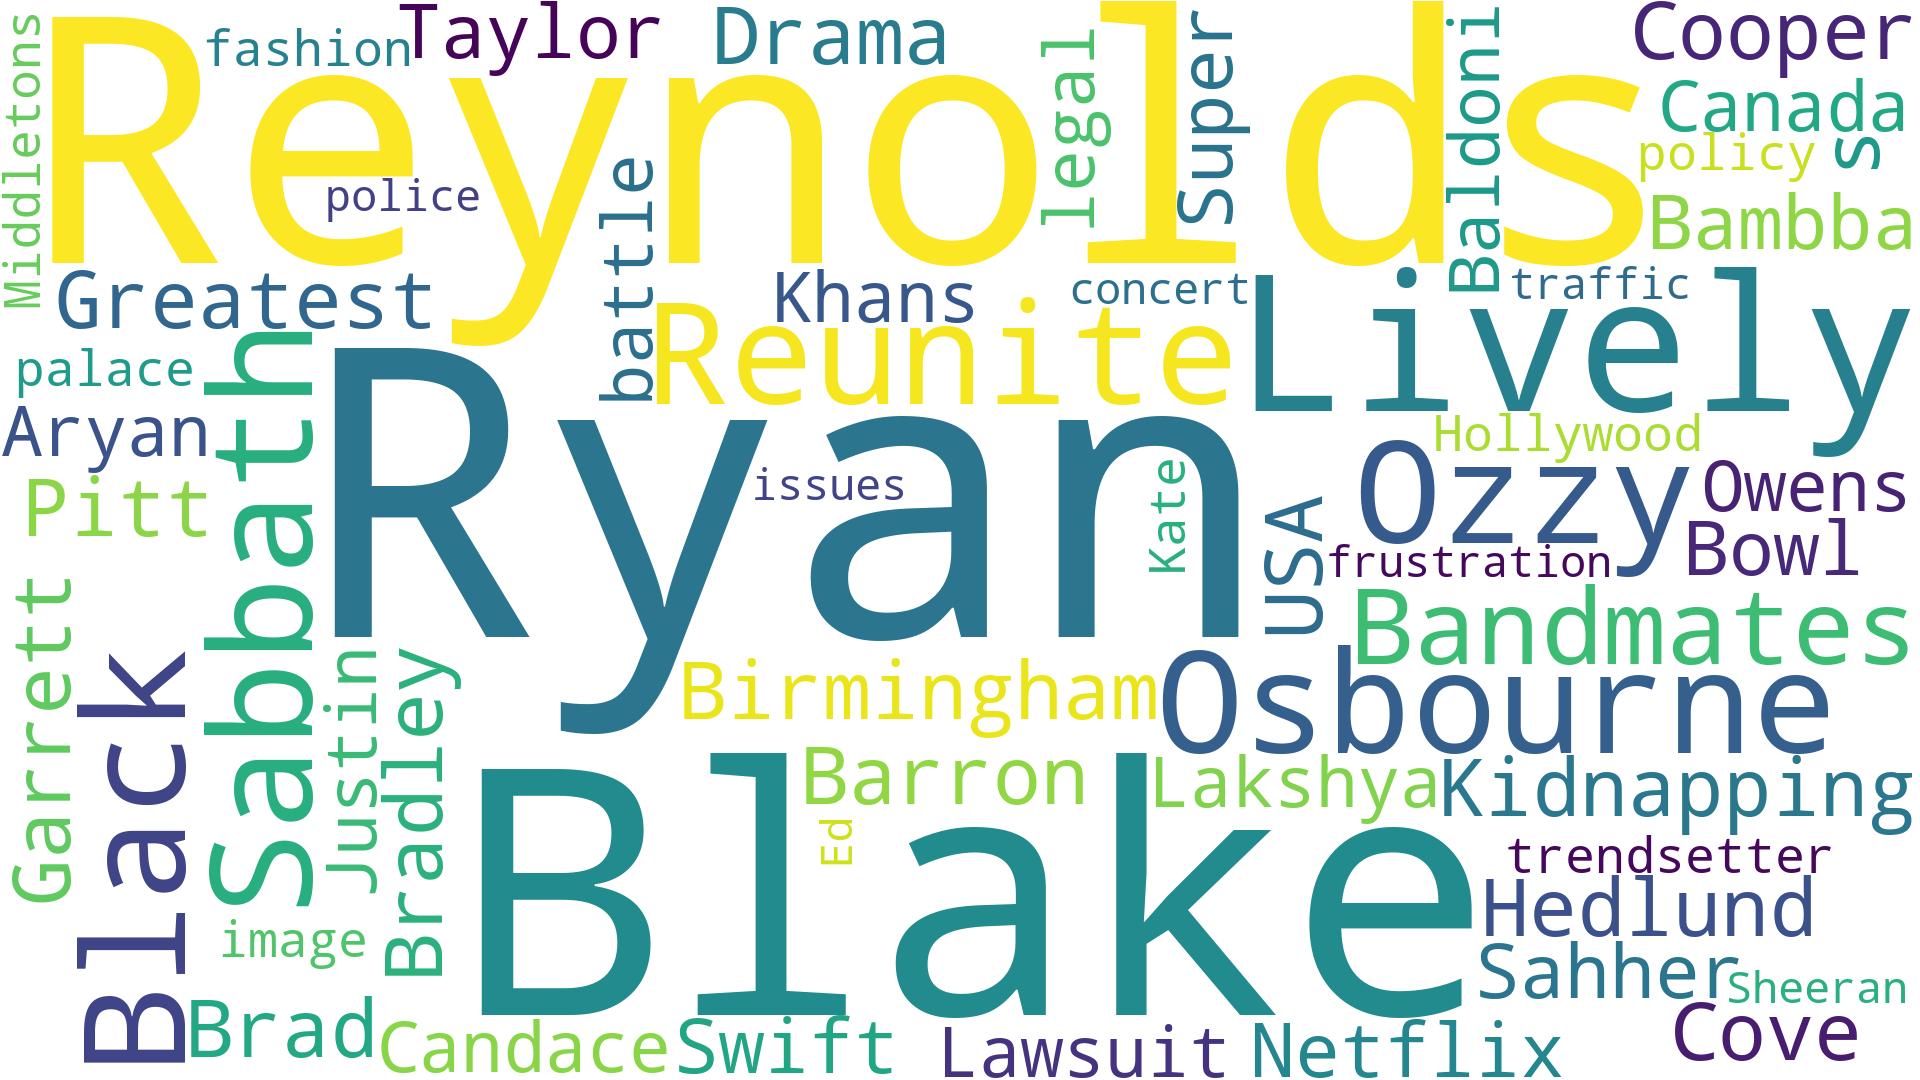 Middletons
fashion
Taylor
Drama
legal
Super
Baldoni
Cooper
Reynolds
Canada
policy
s
police
Bambba
Greatest
battle
Khans
concert
traffic
Reunite
Lively
palace
Sabbath
Aryan
Ryan
Hollywood
Ozzy
Pitt
issues
Kate
USA
Owens
Bowl
frustration
Garrett
Black
Bandmates
Justin
Bradley
Birmingham
Osbourne
Blake
Barron
Lakshya
Kidnapping
Ed
trendsetter
Hedlund
image
Sahher
Sheeran
Brad
Candace
Swift
Lawsuit
Netflix
Cove